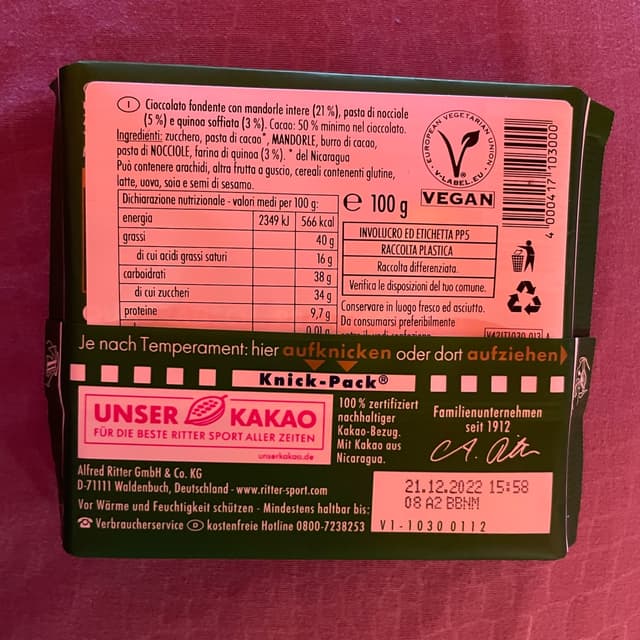 I Cioccolato fondente con mandorle intere (21 %), pasta di nocciole
(5 %) e quinoa soffiata (3 %). Cacao: 50 % minimo nel cioccolato.
Ingredienti: zucchero, pasta di cacao*, MANDORLE, burro di cacao,
pasta di NOCCIOLE, farina di quinoa (3 %). * del Nicaragua
Può contenere arachidi, altra frutta a guscio, cereali contenenti glutine,
latte, uova, soia e semi di sesamo.
Dichiarazione nutrizionale - valori medi per 100 g:
energia 2349 kJ 566 kcal
grassi 40 g
di cui acidi grassi saturi 16 g
carboidrati 38 g
di cui zuccheri 34 g
proteine 9,7 g
0,01 g
EUROPEAN VEGETARIAN UNION
V-LABEL.EU
VEGAN
e 100 g
INVOLUCRO ED ETICHETTA PP5
RACCOLTA PLASTICA
Raccolta differenziata.
Verifica le disposizioni del tuo comune.
Conservare in luogo fresco ed asciutto.
Da consumarsi preferibilmente
4 000417 103000
Je nach Temperament: hier aufknicken oder dort aufziehen
Knick-Pack®
UNSER KAKAO
FÜR DIE BESTE RITTER SPORT ALLER ZEITEN
unserkakao.de
100 % zertifiziert
nachhaltiger
Kakao-Bezug.
Mit Kakao aus
Nicaragua.
Familienunternehmen
seit 1912
Alfred Ritter GmbH & Co. KG
D-71111 Waldenbuch, Deutschland - www.ritter-sport.com
Vor Wärme und Feuchtigkeit schützen - Mindestens haltbar bis:
Verbraucherservice D kostenfreie Hotline 0800-7238253
21.12.2022 15:58
08 A2 BBNM
V1-1030 0112